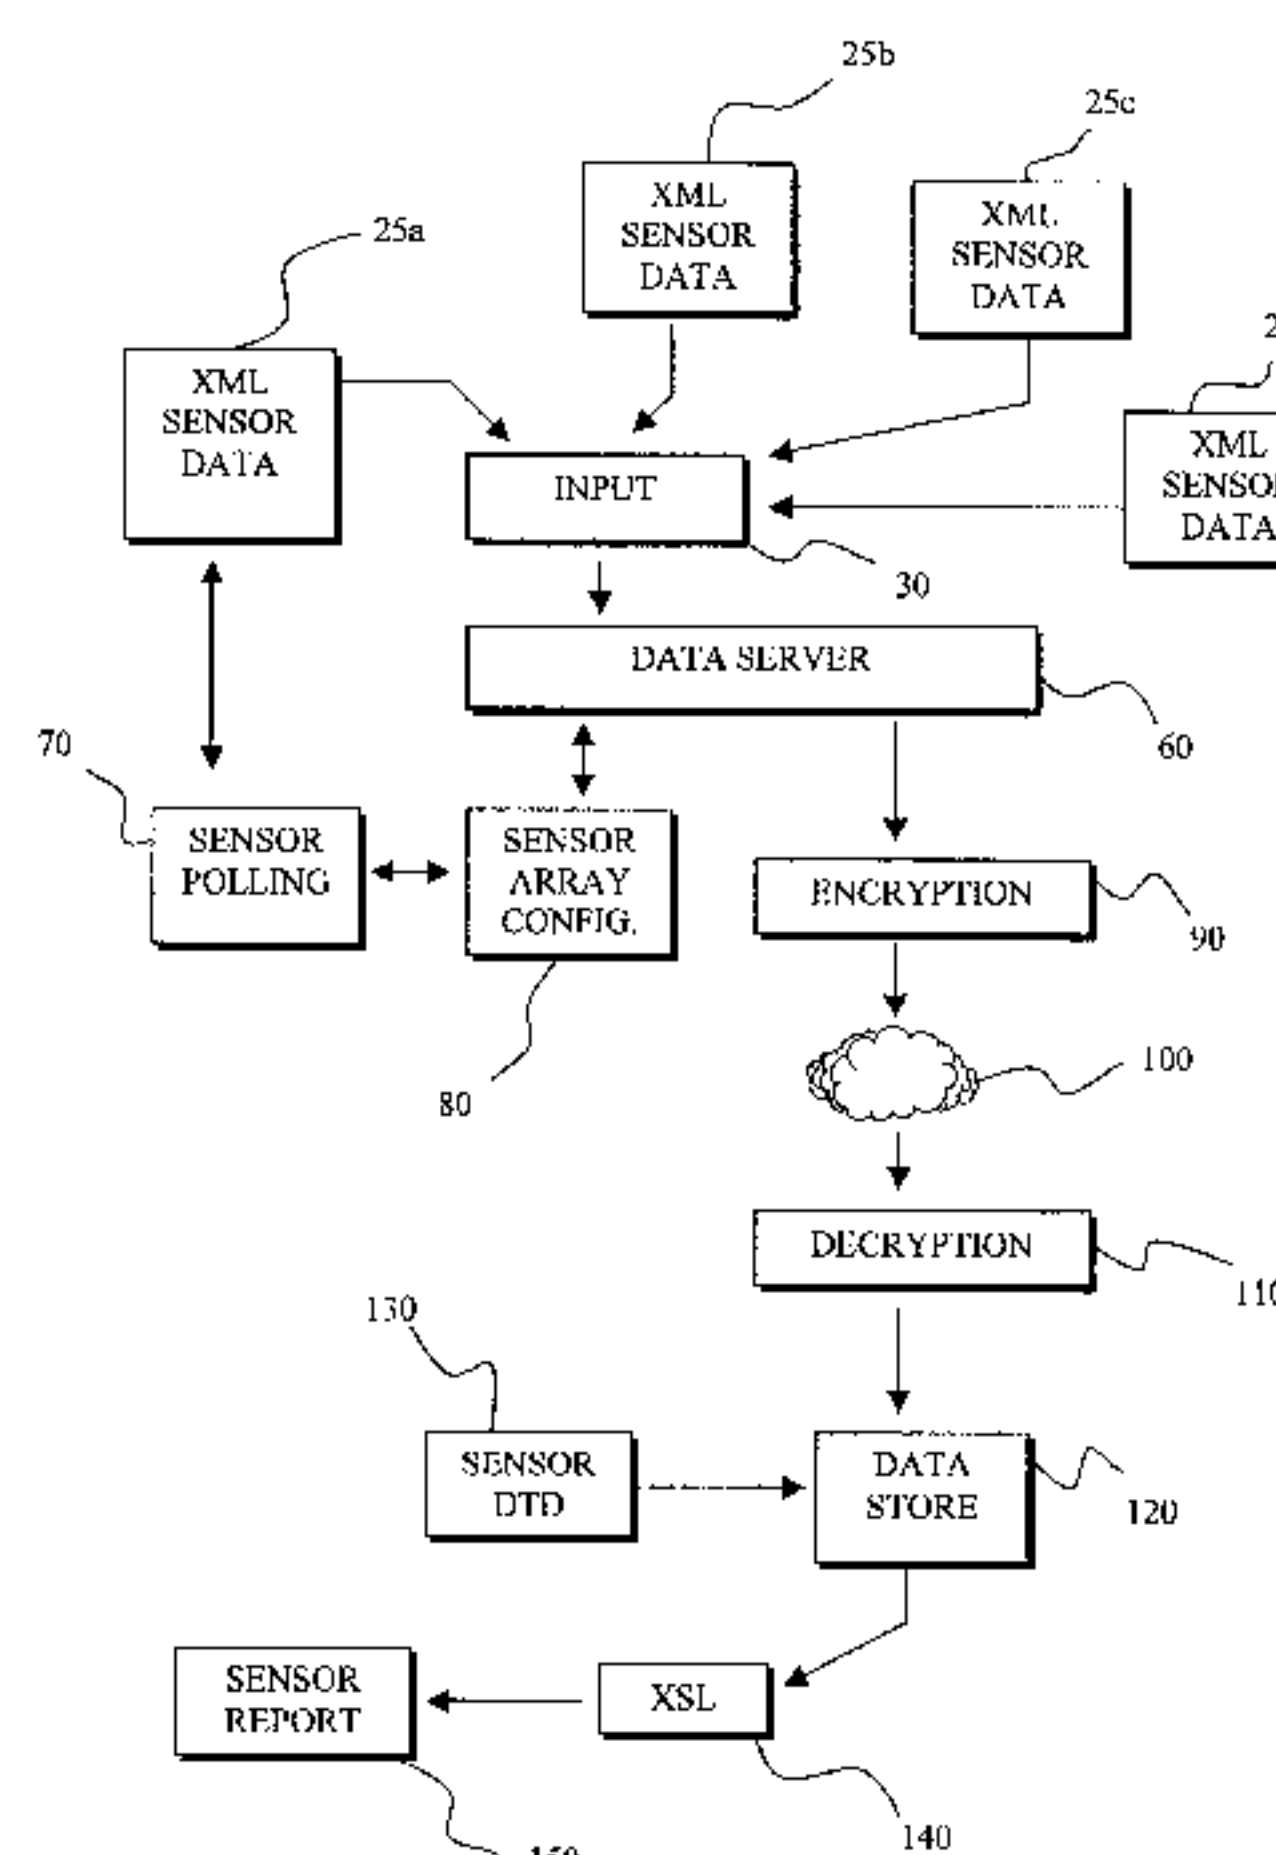 25b
25c
XML
SENSOR
DATA
XML
SENSOR
DATA
25a
XML
SENSOR
DATA
XML
DATA
INPUT
30
DATA SERVER
60
70
SENSOR
POLLING
SENSOR
ARRAY
CONFIG.
ENCRYPTION
90
100
80
DECRYPTION
110
130
SENSOR
DTD
DATA
STORE
120
SENSOR
REPORT
XSL
140